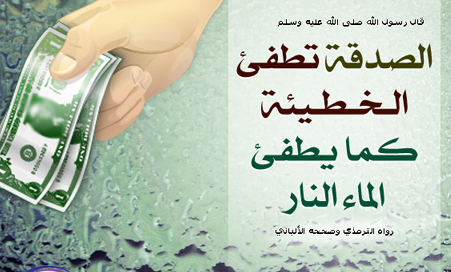 قال رسول الله صلى الله عليه وسلم
الصدقة تطفئ
الخطيئة
كما يطفئ
الماء النار
رواه الترمذي وصححه الألباني